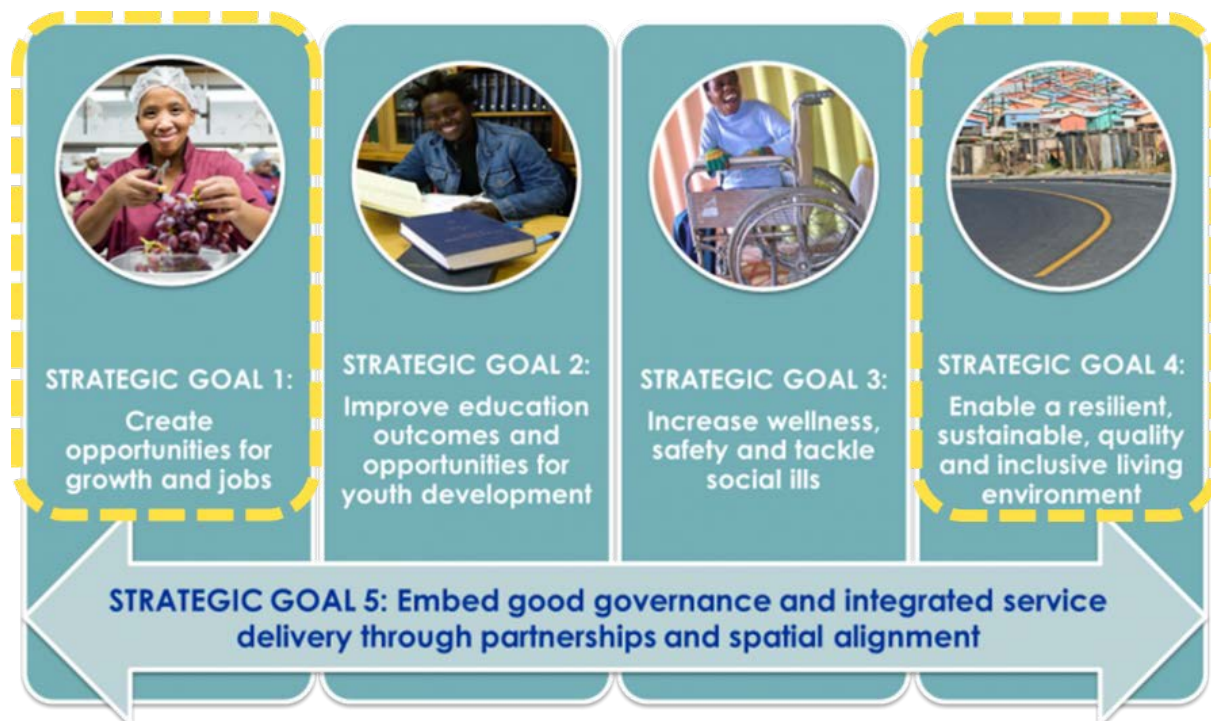 STRATEGIC GOAL 1:
Create
opportunities for
growth and jobs
STRATEGIC GOAL 2:
Improve education
outcomes and
opportunities for
youth development
STRATEGIC GOAL 3:
Increase wellness,
safety and tackle
social ills
STRATEGIC GOAL 4:
Enable a resilient,
sustainable, quality
and inclusive living
environment
STRATEGIC GOAL 5: Embed good governance and integrated service
delivery through partnerships and spatial alignment